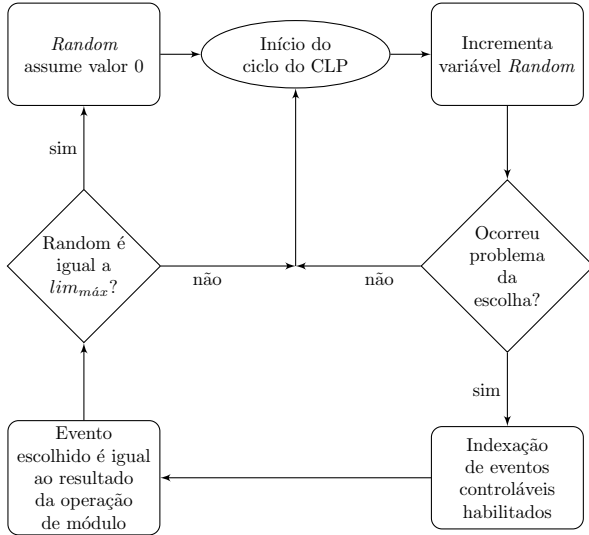 Random
assume valor 0
Início do
ciclo do CLP
Incrementa
variável Random
sim
Random é
igual a
lim_máx?
não
não
Ocorreu
problema
da
escolha?
sim
Evento
escolhido é igual
ao resultado
da operação
de módulo
Indexação
de eventos
controláveis
habilitados